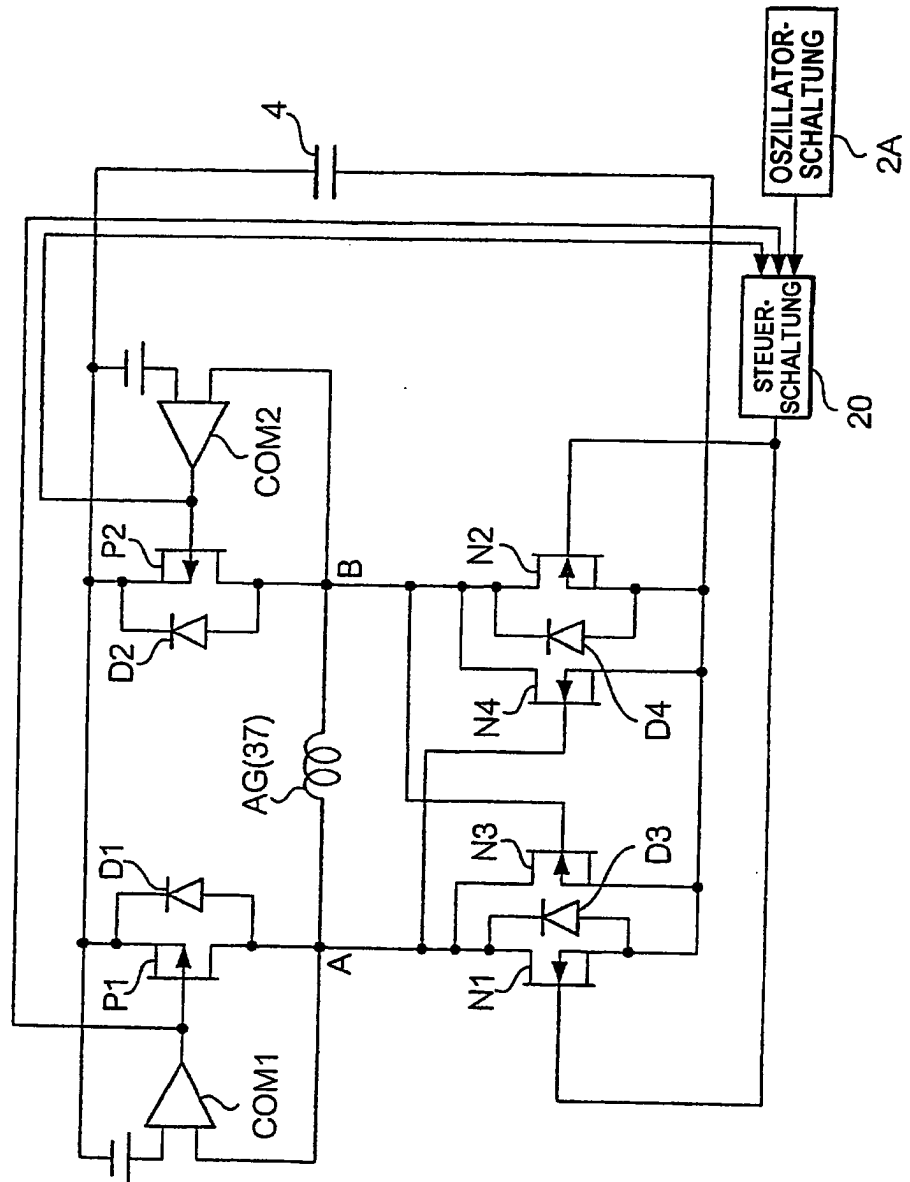 4
COM2
P2
D2
B
AG(37)
D1
P1
A
COM1
N2
N4
D4
N3
D3
N1
STEUER-
SCHALTUNG
20
OSZILLATOR-
SCHALTUNG
2A